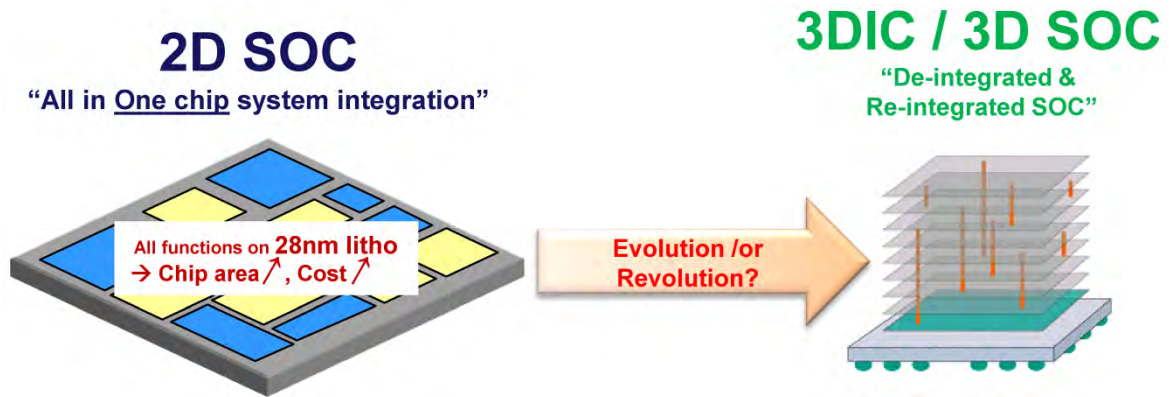 2D SOC
“All in One chip system integration”
All functions on 28nm litho
→ Chip area↗, Cost↗
Evolution /or
Revolution?
3DIC / 3D SOC
“De-integrated &
Re-integrated SOC”